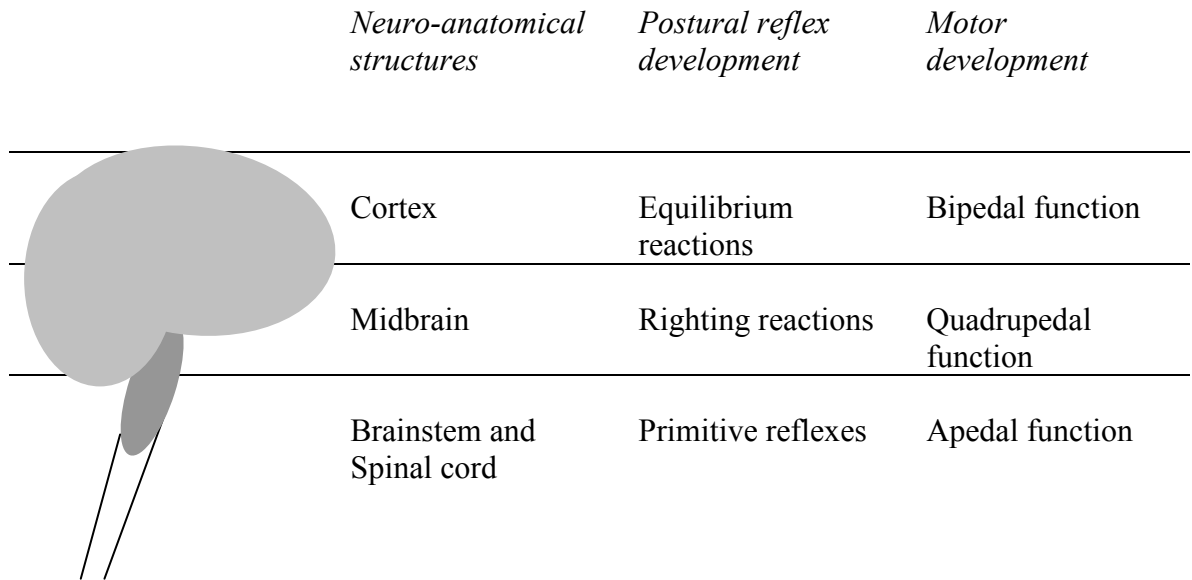 Neuro-anatomical structures
Postural reflex development
Motor development
Cortex
Equilibrium reactions
Bipedal function
Midbrain
Righting reactions
Quadrupedal function
Brainstem and Spinal cord
Primitive reflexes
Apedal function